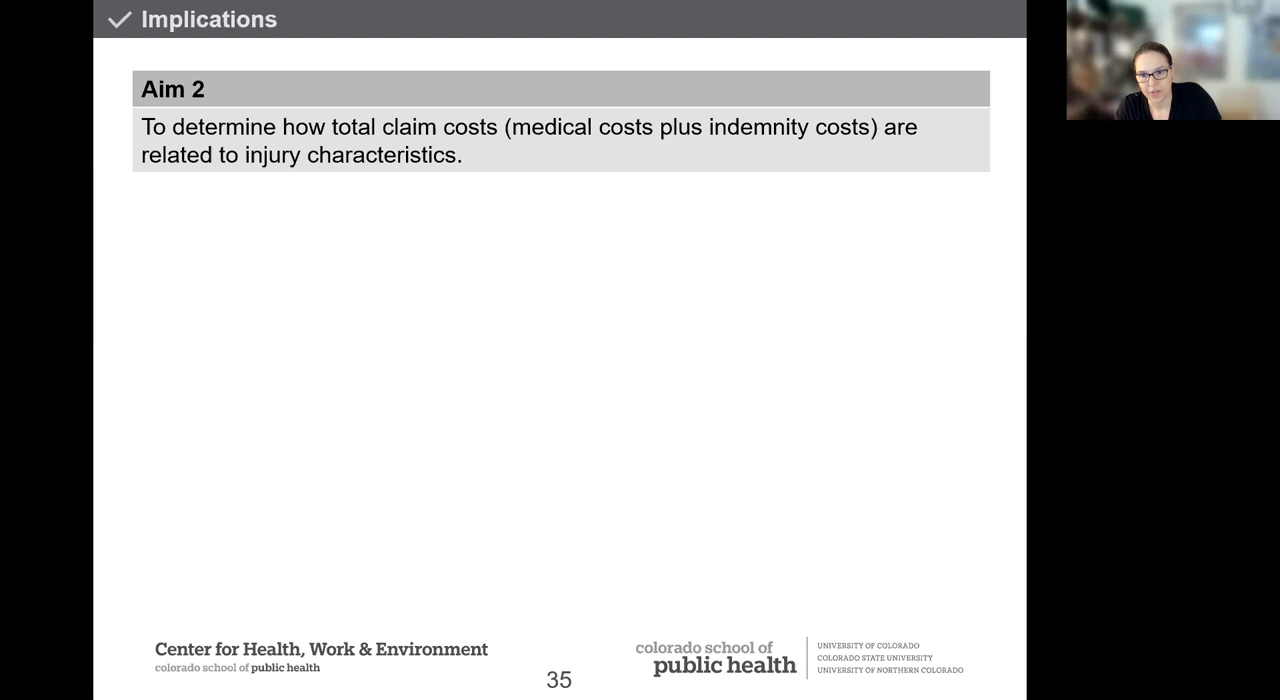 Implications
Aim 2
To determine how total claim costs (medical costs plus indemnity costs) are
related to injury characteristics.
Center for Health, Work & Environment
colorado school of public health
35
colorado school of
public health
UNIVERSITY OF COLORADO
COLORADO STATE UNIVERSITY
UNIVERSITY OF NORTHERN COLORADO